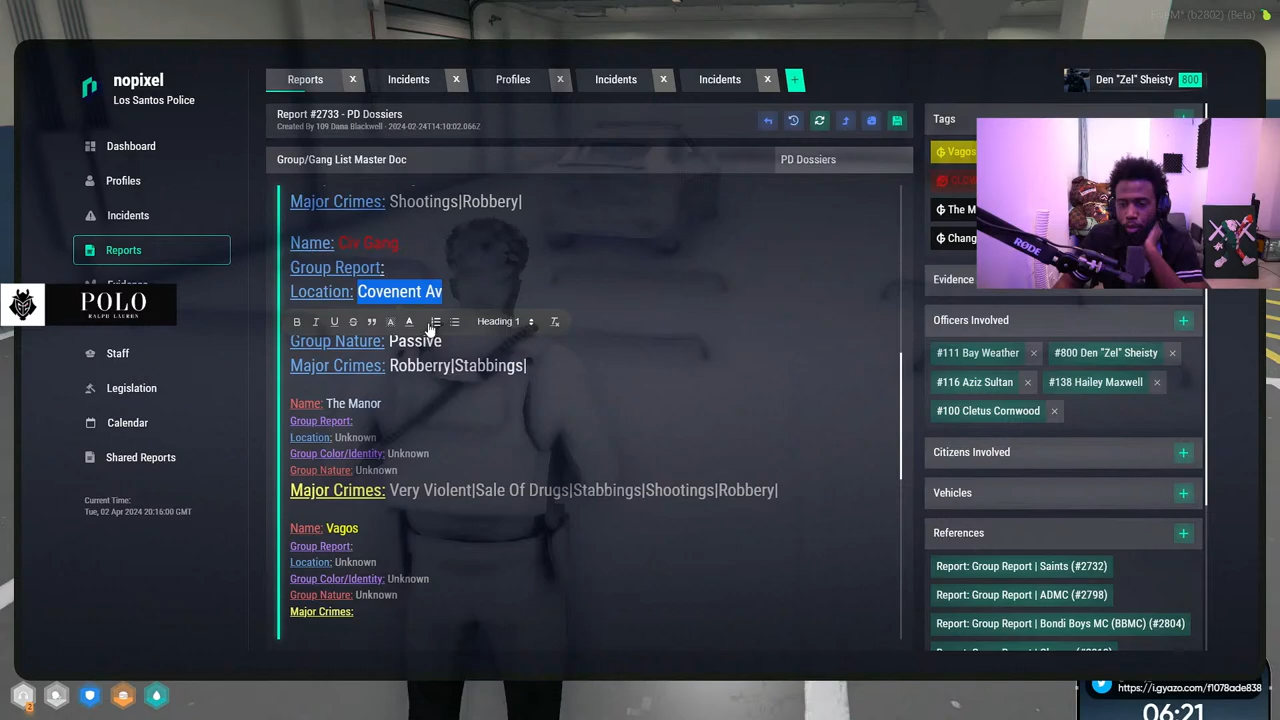 FiveM* (b2802) (Beta)
nopixel
Los Santos Police
Reports x
Incidents x
Profiles x
Incidents x
Incidents x
+
Den "Zel" Sheisty 800
Dashboard
Profiles
Incidents
Reports
Staff
Legislation
Calendar
Shared Reports
Current Time:
Tue, 02 Apr 2024 20:16:00 GMT
POLO
RALPH LAUREN
Report #2733 - PD Dossiers
Created By 109 Dana Blackwell - 2024-02-24T14:10:02.066Z
Group/Gang List Master Doc
PD Dossiers
Major Crimes: Shootings|Robbery|
Name: Civ Gang
Group Report:
Location: Covenent Av
B I U S A A Heading 1
Group Nature: Passive
Major Crimes: Robberry|Stabbings|
Name: The Manor
Group Report:
Location: Unknown
Group Color/Identity: Unknown
Group Nature: Unknown
Major Crimes: Very Violent|Sale Of Drugs|Stabbings|Shootings|Robbery|
Name: Vagos
Group Report:
Location: Unknown
Group Color/Identity: Unknown
Group Nature: Unknown
Major Crimes:
Tags
Vagos
The M
Chang
RØDE
Evidence
Officers Involved
#111 Bay Weather x
#800 Den "Zel" Sheisty x
#116 Aziz Sultan x
#138 Hailey Maxwell x
#100 Cletus Cornwood x
Citizens Involved
Vehicles
References
Report: Group Report | Saints (#2732)
Report: Group Report | ADMC (#2798)
Report: Group Report | Bondi Boys MC (BBMC) (#2804)
https://i.gyazo/f1078ade838
06:21
2